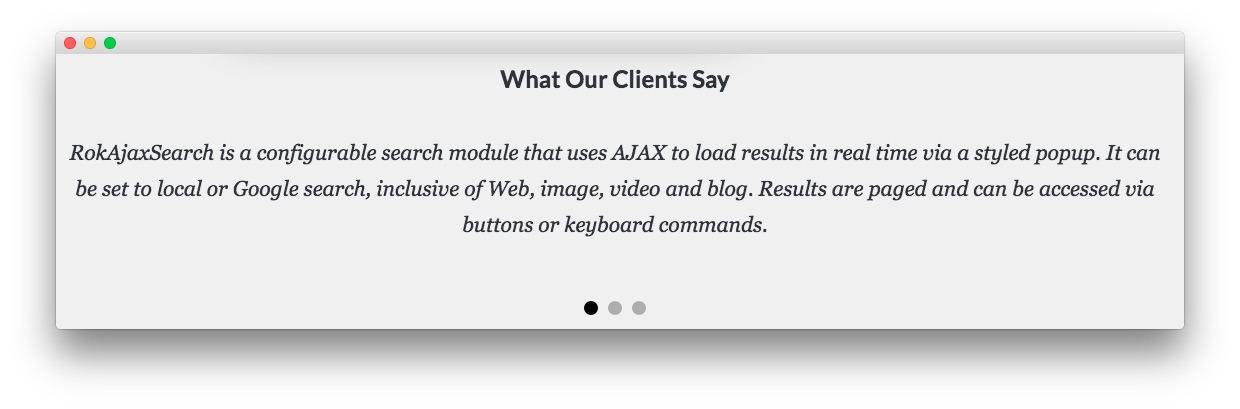 What Our Clients Say
RokAjaxSearch is a configurable search module that uses AJAX to load results in real time via a styled popup. It can
be set to local or Google search, inclusive of Web, image, video and blog. Results are paged and can be accessed via
buttons or keyboard commands.